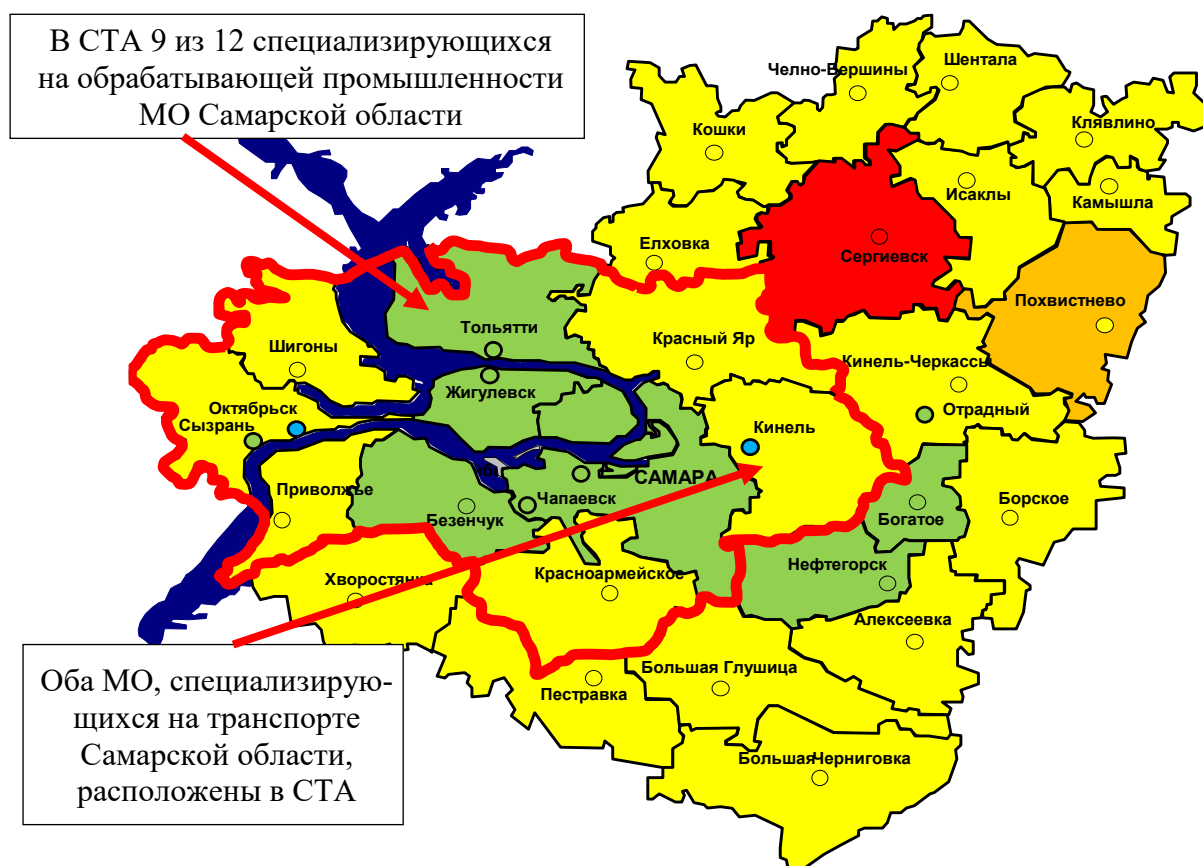 В СТА 9 из 12 специализирующихся
на обрабатывающей промышленности
МО Самарской области
Челно-Вершины
Шентала
Кошки
Клявлино
Исаклы
Камышла
Елховка
Сергиевск
Похвистнево
Тольятти
Красный Яр
Шигоны
Кинель-Черкассы
Жигулевск
Октябрьск
Отрадный
Сызрань
Кинель
САМАРА
Приволжье
Чапаевск
Борское
Безенчук
Богатое
Нефтегорск
Хворостянка
Красноармейское
Алексеевка
Большая Глушица
Пестравка
Большая Черниговка
Оба МО, специализирую-
щихся на транспорте
Самарской области,
расположены в СТА